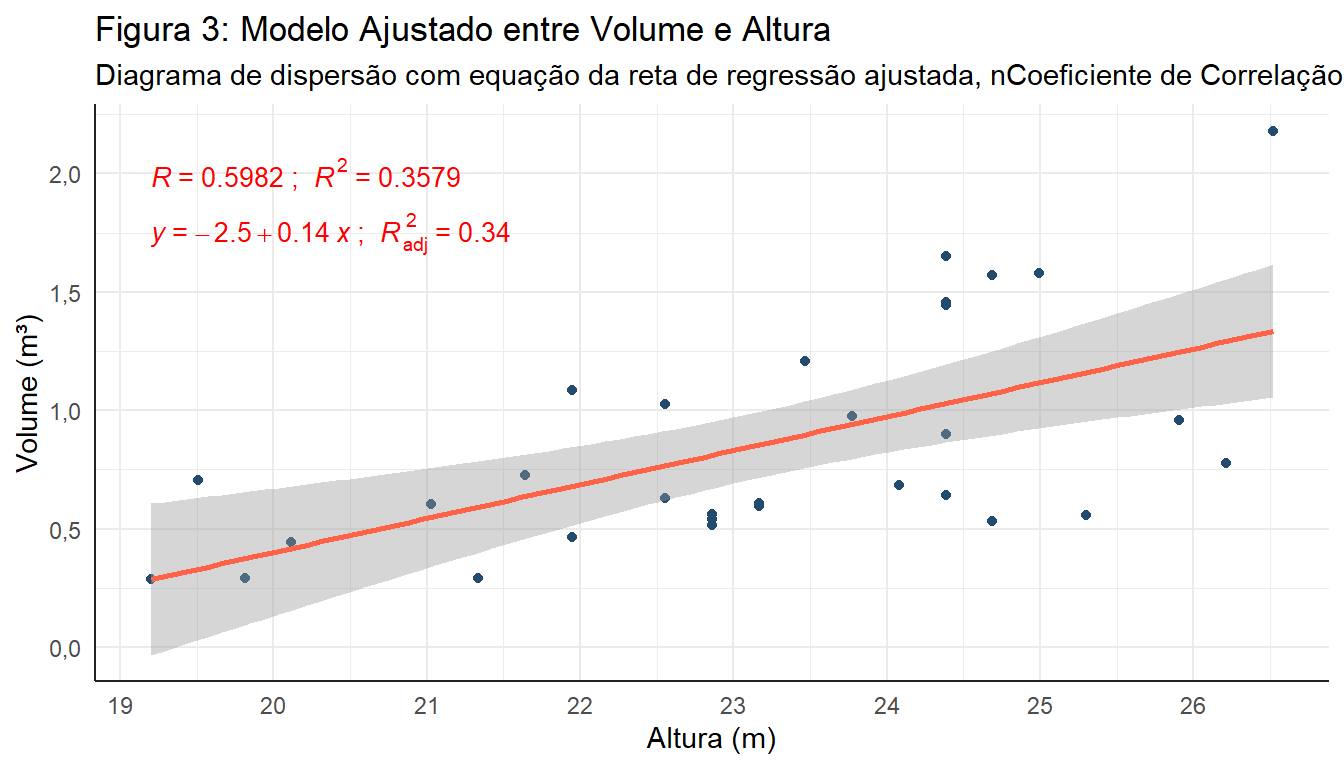 Figura 3: Modelo Ajustado entre Volume e Altura
Diagrama de dispersão com equação da reta de regressão ajustada, nCoeficiente de Correlação
R = 0.5982 ; R² = 0.3579
y = −2.5 + 0.14 x ; R²adj = 0.34
Volume (m³)
2,0
1,5
1,0
0,5
0,0
19 20 21 22 23 24 25 26
Altura (m)